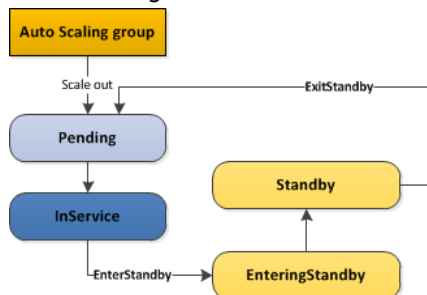 Auto Scaling group
Scale out
ExitStandby
Pending
Standby
InService
EnterStandby
EnteringStandby